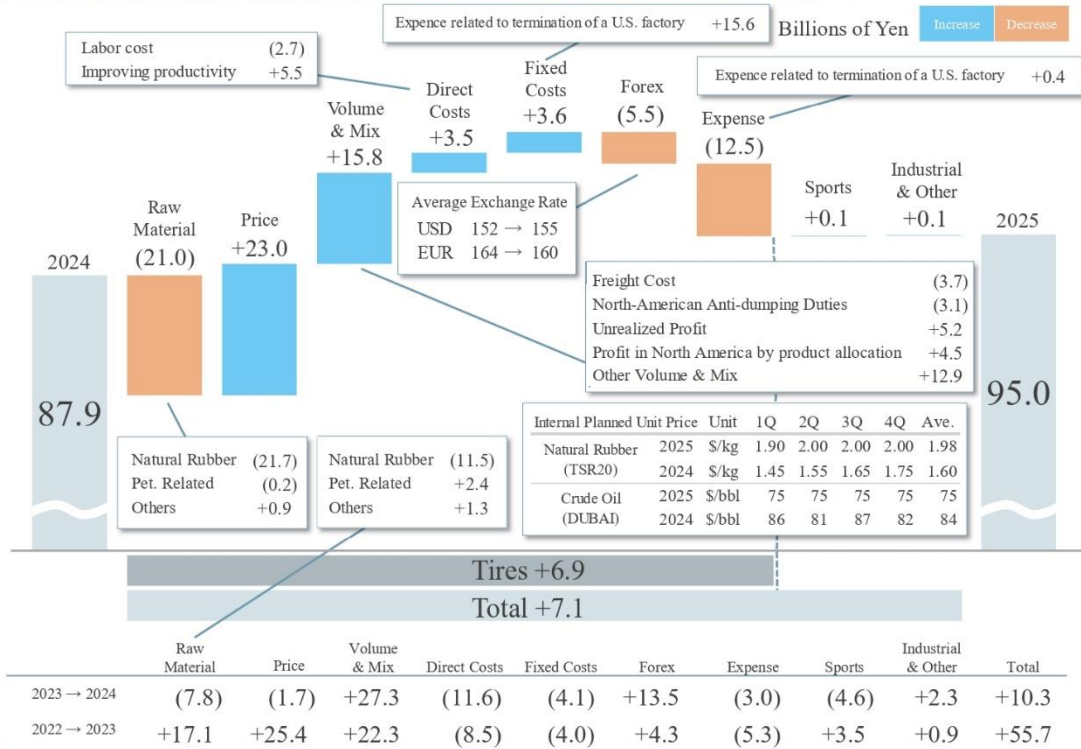 Expence related to termination of a U.S. factory +15.6
Billions of Yen
Increase
Decrease
Labor cost (2.7)
Improving productivity +5.5
Expence related to termination of a U.S. factory +0.4
2024
87.9
Raw
Material
(21.0)
Price
+23.0
Volume
& Mix
+15.8
Direct
Costs
+3.5
Fixed
Costs
+3.6
Forex
(5.5)
Expense
(12.5)
Sports
+0.1
Industrial
& Other
+0.1
2025
95.0
Average Exchange Rate
USD 152 → 155
EUR 164 → 160
Freight Cost (3.7)
North-American Anti-dumping Duties (3.1)
Unrealized Profit +5.2
Profit in North America by product allocation +4.5
Other Volume & Mix +12.9
Natural Rubber (21.7)
Pet. Related (0.2)
Others +0.9
Natural Rubber (11.5)
Pet. Related +2.4
Others +1.3
Internal Planned Unit Price Unit 1Q 2Q 3Q 4Q Ave.
Natural Rubber 2025 $/kg 1.90 2.00 2.00 2.00 1.98
(TSR20) 2024 $/kg 1.45 1.55 1.65 1.75 1.60
Crude Oil 2025 $/bbl 75 75 75 75 75
(DUBAI) 2024 $/bbl 86 81 87 82 84
Tires +6.9
Total +7.1
Raw
Material
Price
Volume
& Mix
Direct Costs
Fixed Costs
Forex
Expense
Sports
Industrial
& Other
Total
2023 → 2024 (7.8) (1.7) +27.3 (11.6) (4.1) +13.5 (3.0) (4.6) +2.3 +10.3
2022 → 2023 +17.1 +25.4 +22.3 (8.5) (4.0) +4.3 (5.3) +3.5 +0.9 +55.7